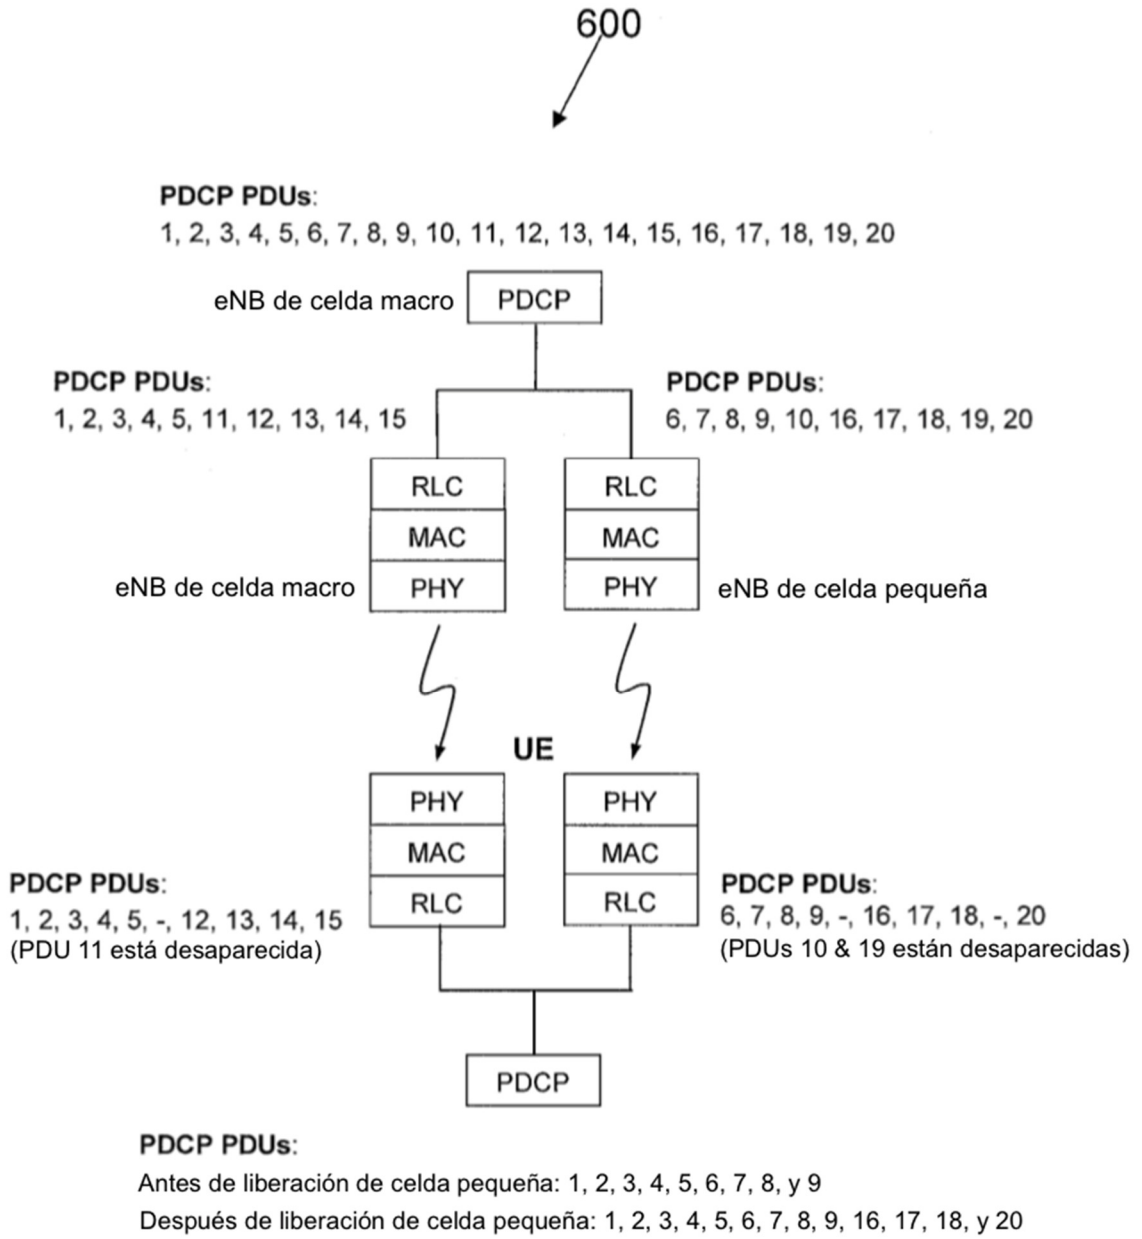 600
PDCP PDUs:
1, 2, 3, 4, 5, 6, 7, 8, 9, 10, 11, 12, 13, 14, 15, 16, 17, 18, 19, 20
eNB de celda macro
PDCP
PDCP PDUs:
1, 2, 3, 4, 5, 11, 12, 13, 14, 15
PDCP PDUs:
6, 7, 8, 9, 10, 16, 17, 18, 19, 20
RLC
MAC
PHY
eNB de celda macro
RLC
MAC
PHY
eNB de celda pequeña
UE
PHY
MAC
RLC
PHY
MAC
RLC
PDCP PDUs:
1, 2, 3, 4, 5, -, 12, 13, 14, 15
(PDU 11 está desaparecida)
PDCP PDUs:
6, 7, 8, 9, -, 16, 17, 18, -, 20
(PDUs 10 & 19 están desaparecidas)
PDCP
PDCP PDUs:
Antes de liberación de celda pequeña: 1, 2, 3, 4, 5, 6, 7, 8, y 9
Después de liberación de celda pequeña: 1, 2, 3, 4, 5, 6, 7, 8, 9, 16, 17, 18, y 20